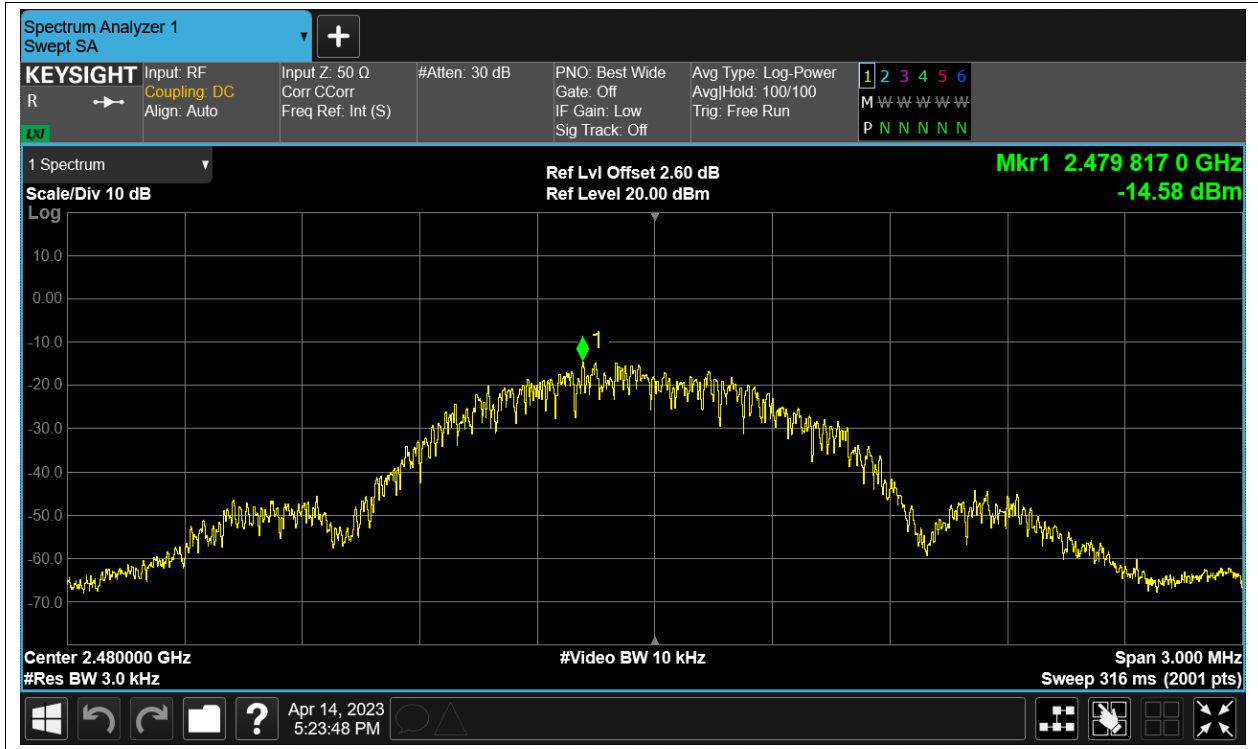 Spectrum Analyzer 1
Swept SA
+
KEYSIGHT
R
LXI
Input: RF
Coupling: DC
Align: Auto
Input Z: 50 Ω
Corr CCorr
Freq Ref: Int (S)
#Atten: 30 dB
PNO: Best Wide
Gate: Off
IF Gain: Low
Sig Track: Off
Avg Type: Log-Power
Avg|Hold: 100/100
Trig: Free Run
1 2 3 4 5 6
M W W W W W
P N N N N N
1 Spectrum
Scale/Div 10 dB
Log
Ref Lvl Offset 2.60 dB
Ref Level 20.00 dBm
Mkr1 2.479 817 0 GHz
-14.58 dBm
10.0
0.00
-10.0
-20.0
-30.0
-40.0
-50.0
-60.0
-70.0
1
Center 2.480000 GHz
#Res BW 3.0 kHz
#Video BW 10 kHz
Span 3.000 MHz
Sweep 316 ms (2001 pts)
?
Apr 14, 2023
5:23:48 PM